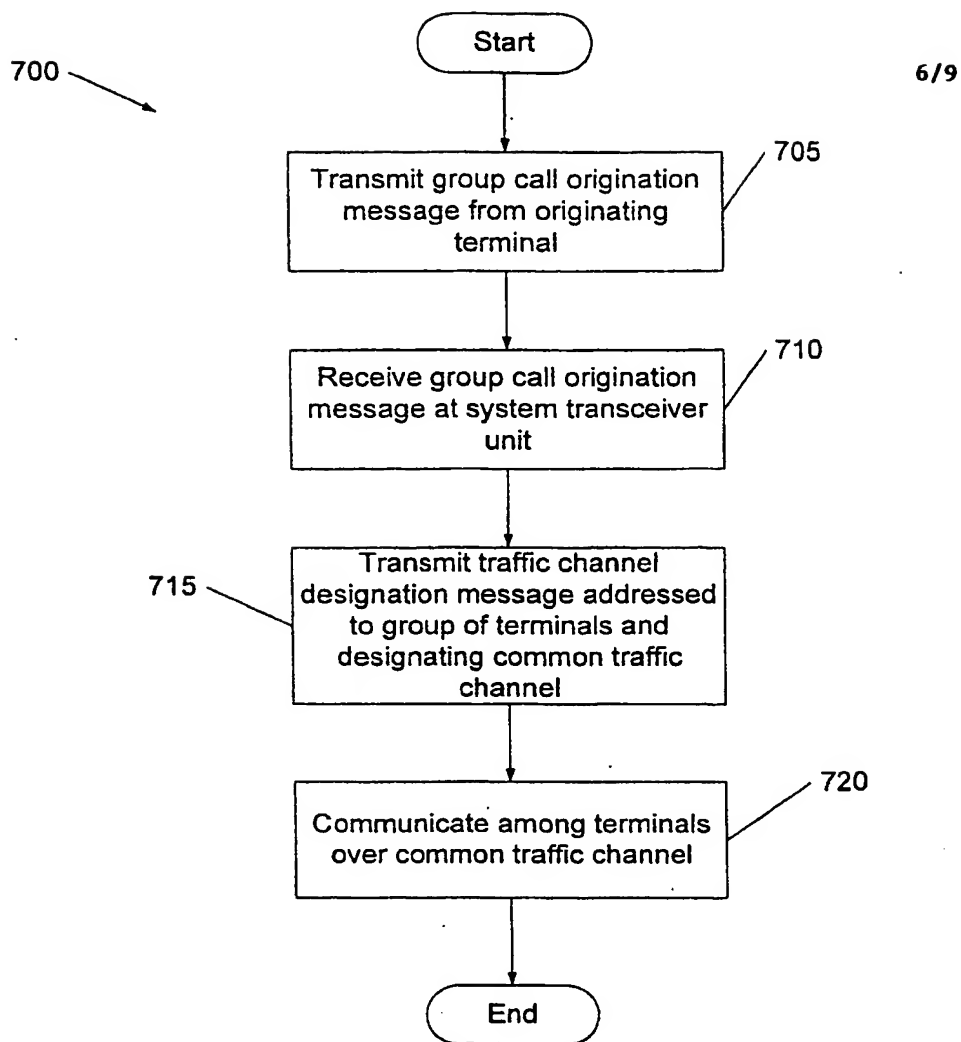 Start
700
6/9
705
Transmit group call origination
message from originating
terminal
710
Receive group call origination
message at system transceiver
unit
715
Transmit traffic channel
designation message addressed
to group of terminals and
designating common traffic
channel
720
Communicate among terminals
over common traffic channel
End